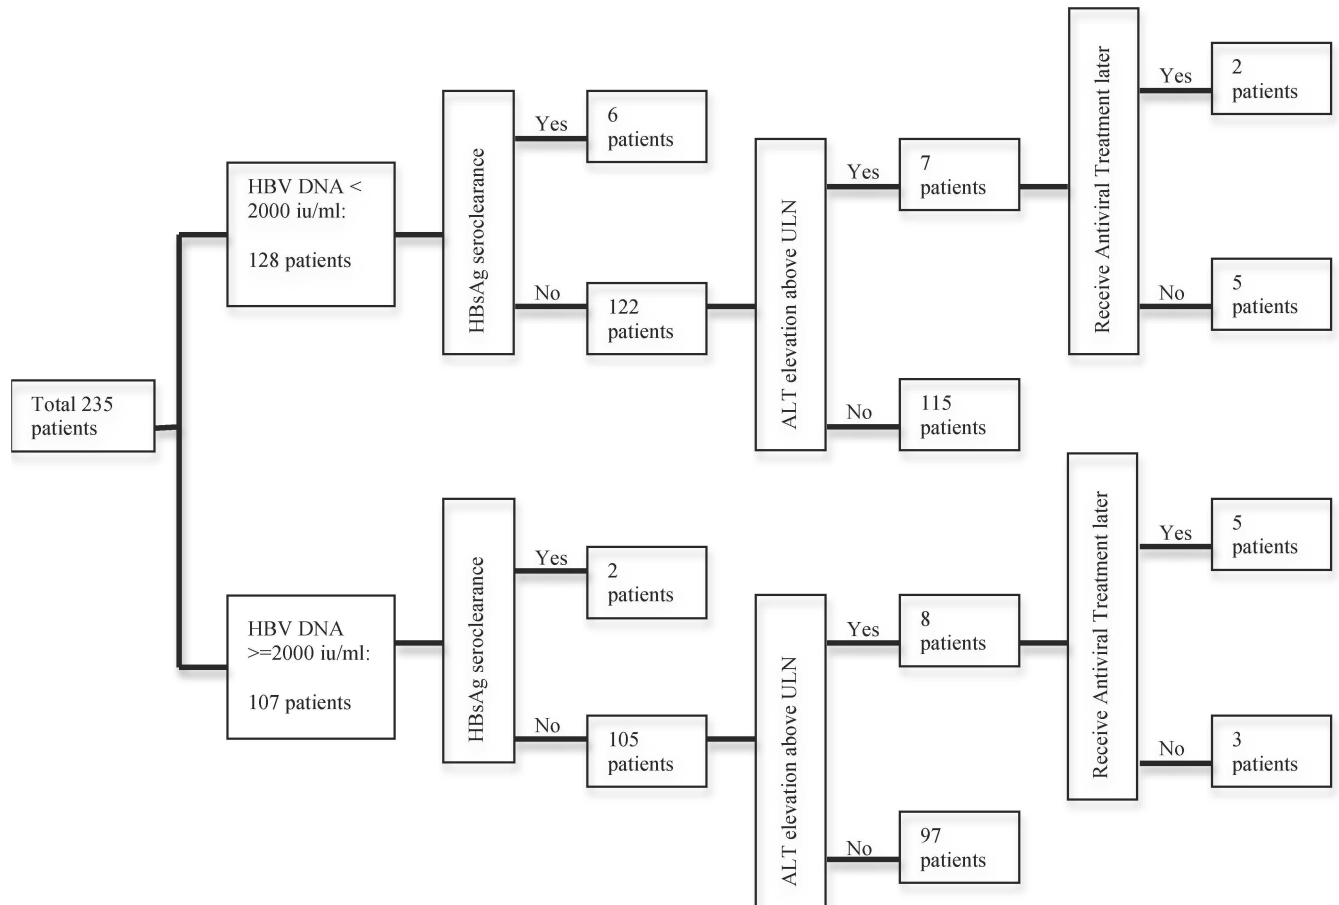 Total 235
patients
HBV DNA <
2000 iu/ml:
128 patients
HBsAg seroclearance
Yes
6
patients
No
122
patients
ALT elevation above ULN
Yes
7
patients
No
115
patients
Receive Antiviral Treatment later
Yes
2
patients
No
5
patients
HBV DNA
>=2000 iu/ml:
107 patients
HBsAg seroclearance
Yes
2
patients
No
105
patients
ALT elevation above ULN
Yes
8
patients
No
97
patients
Receive Antiviral Treatment later
Yes
5
patients
No
3
patients